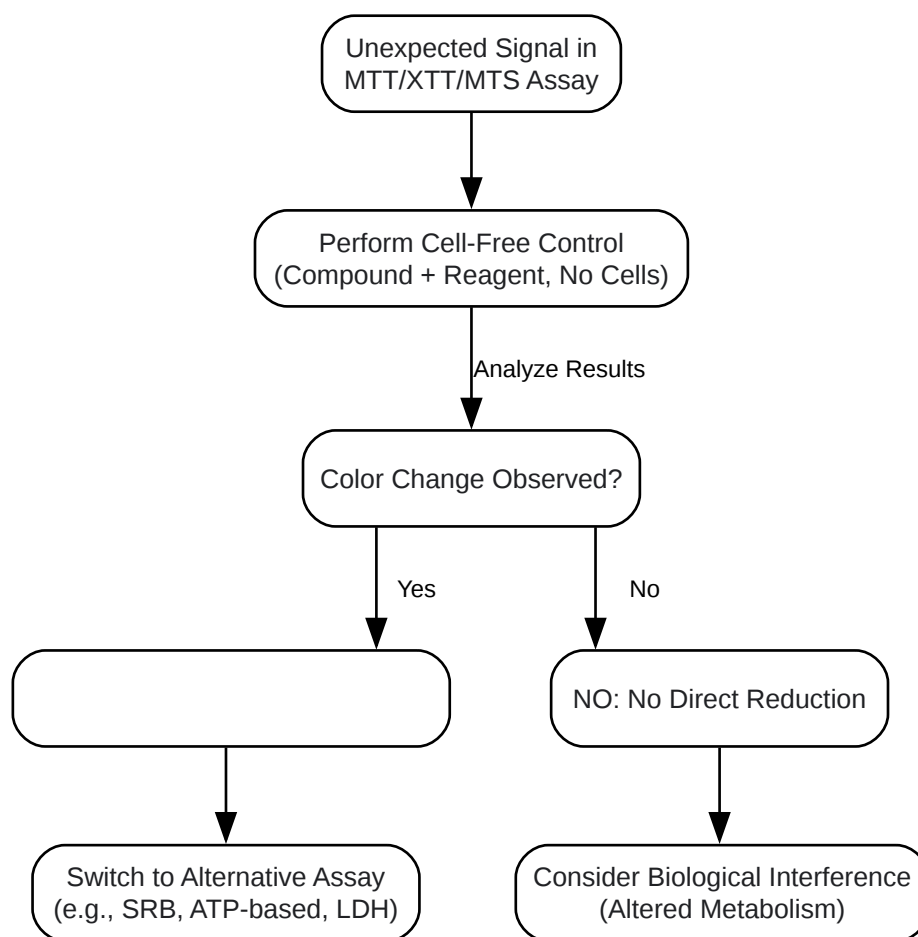 Unexpected Signal in
MTT/XTT/MTS Assay
Perform Cell-Free Control
(Compound + Reagent, No Cells)
Analyze Results
Color Change Observed?
Yes
No
NO: No Direct Reduction
Switch to Alternative Assay
(e.g., SRB, ATP-based, LDH)
Consider Biological Interference
(Altered Metabolism)